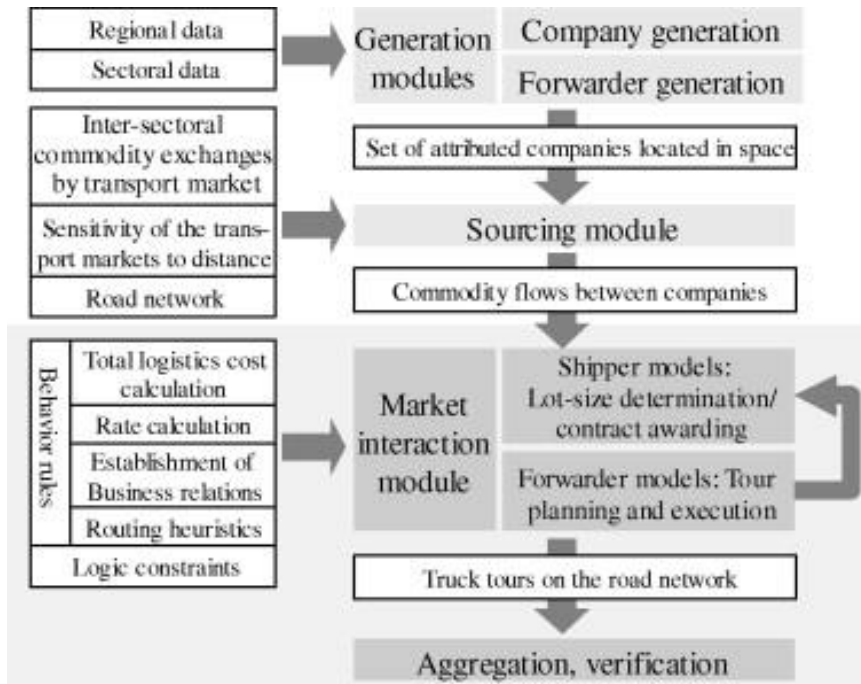 Regional data
Sectoral data
Generation
modules
Company generation
Forwarder generation
Inter-sectoral
commodity exchanges
by transport market
Sensitivity of the trans-
port markets to distance
Road network
Set of attributed companies located in space
Sourcing module
Commodity flows between companies
Behavior rules
Total logistics cost
calculation
Rate calculation
Establishment of
Business relations
Routing heuristics
Logic constraints
Market
interaction
module
Shipper models:
Lot-size determination/
contract awarding
Forwarder models: Tour
planning and execution
Truck tours on the road network
Aggregation, verification